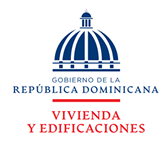 GOBIERNO DE LA
REPÚBLICA DOMINICANA
VIVIENDA
Y EDIFICACIONES